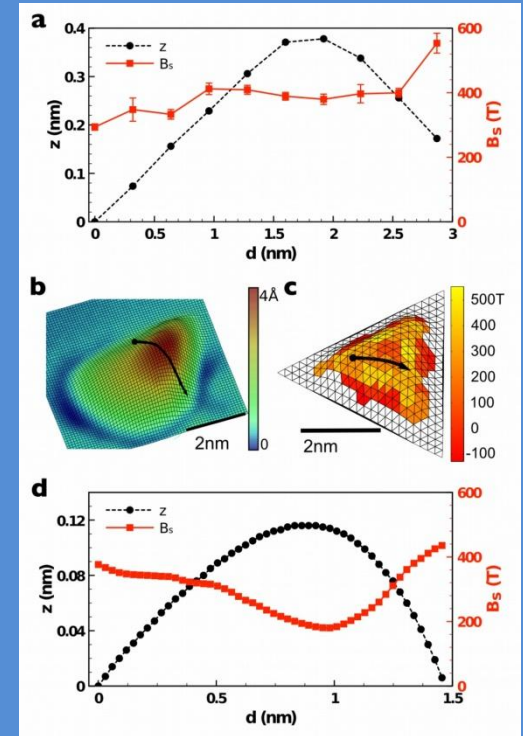 a
z
Bₛ
0.4
0.3
0.2
0.1
0
600
400
200
0
z (nm)
Bₛ (T)
0 0.5 1 1.5 2 2.5 3
d (nm)
b
4Å
0
2nm
c
500T
400
300
200
100
0
-100
2nm
d
z
Bₛ
0.12
0.08
0.04
0
600
400
200
0
z (nm)
Bₛ (T)
0 0.5 1 1.5
d (nm)